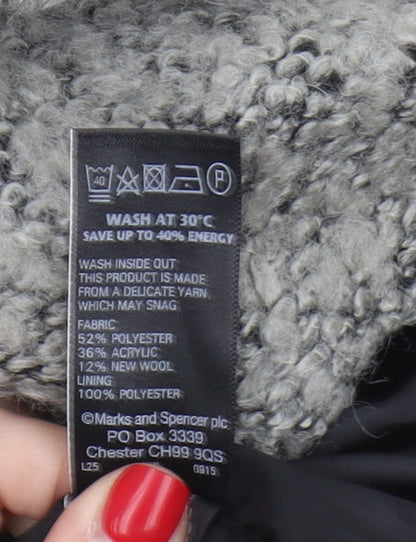 40 P
WASH AT 30°C
SAVE UP TO 40% ENERGY
WASH INSIDE OUT
THIS PRODUCT IS MADE
FROM A DELICATE YARN
WHICH MAY SNAG
FABRIC
52% POLYESTER
36% ACRYLIC
12% NEW WOOL
LINING
100% POLYESTER
©Marks and Spencer plc
PO Box 3339
Chester CH99 9QS
L25 0915